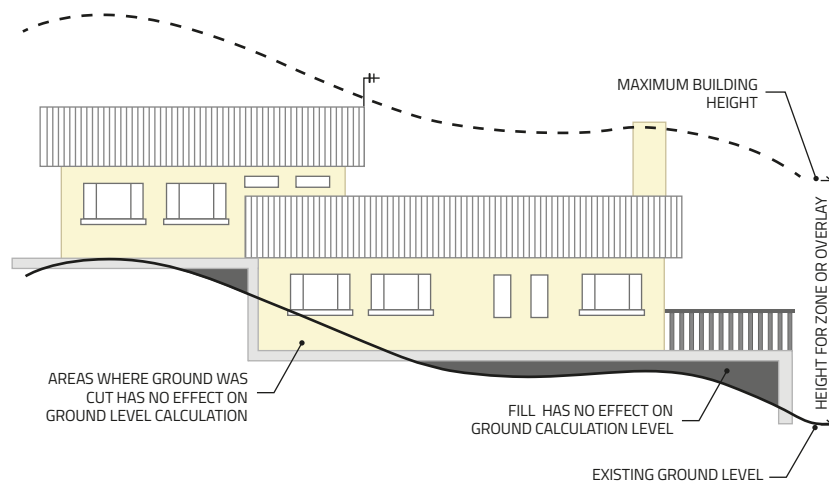 MAXIMUM BUILDING
HEIGHT
HEIGHT FOR ZONE OR OVERLAY
AREAS WHERE GROUND WAS
CUT HAS NO EFFECT ON
GROUND LEVEL CALCULATION
FILL HAS NO EFFECT ON
GROUND CALCULATION LEVEL
EXISTING GROUND LEVEL